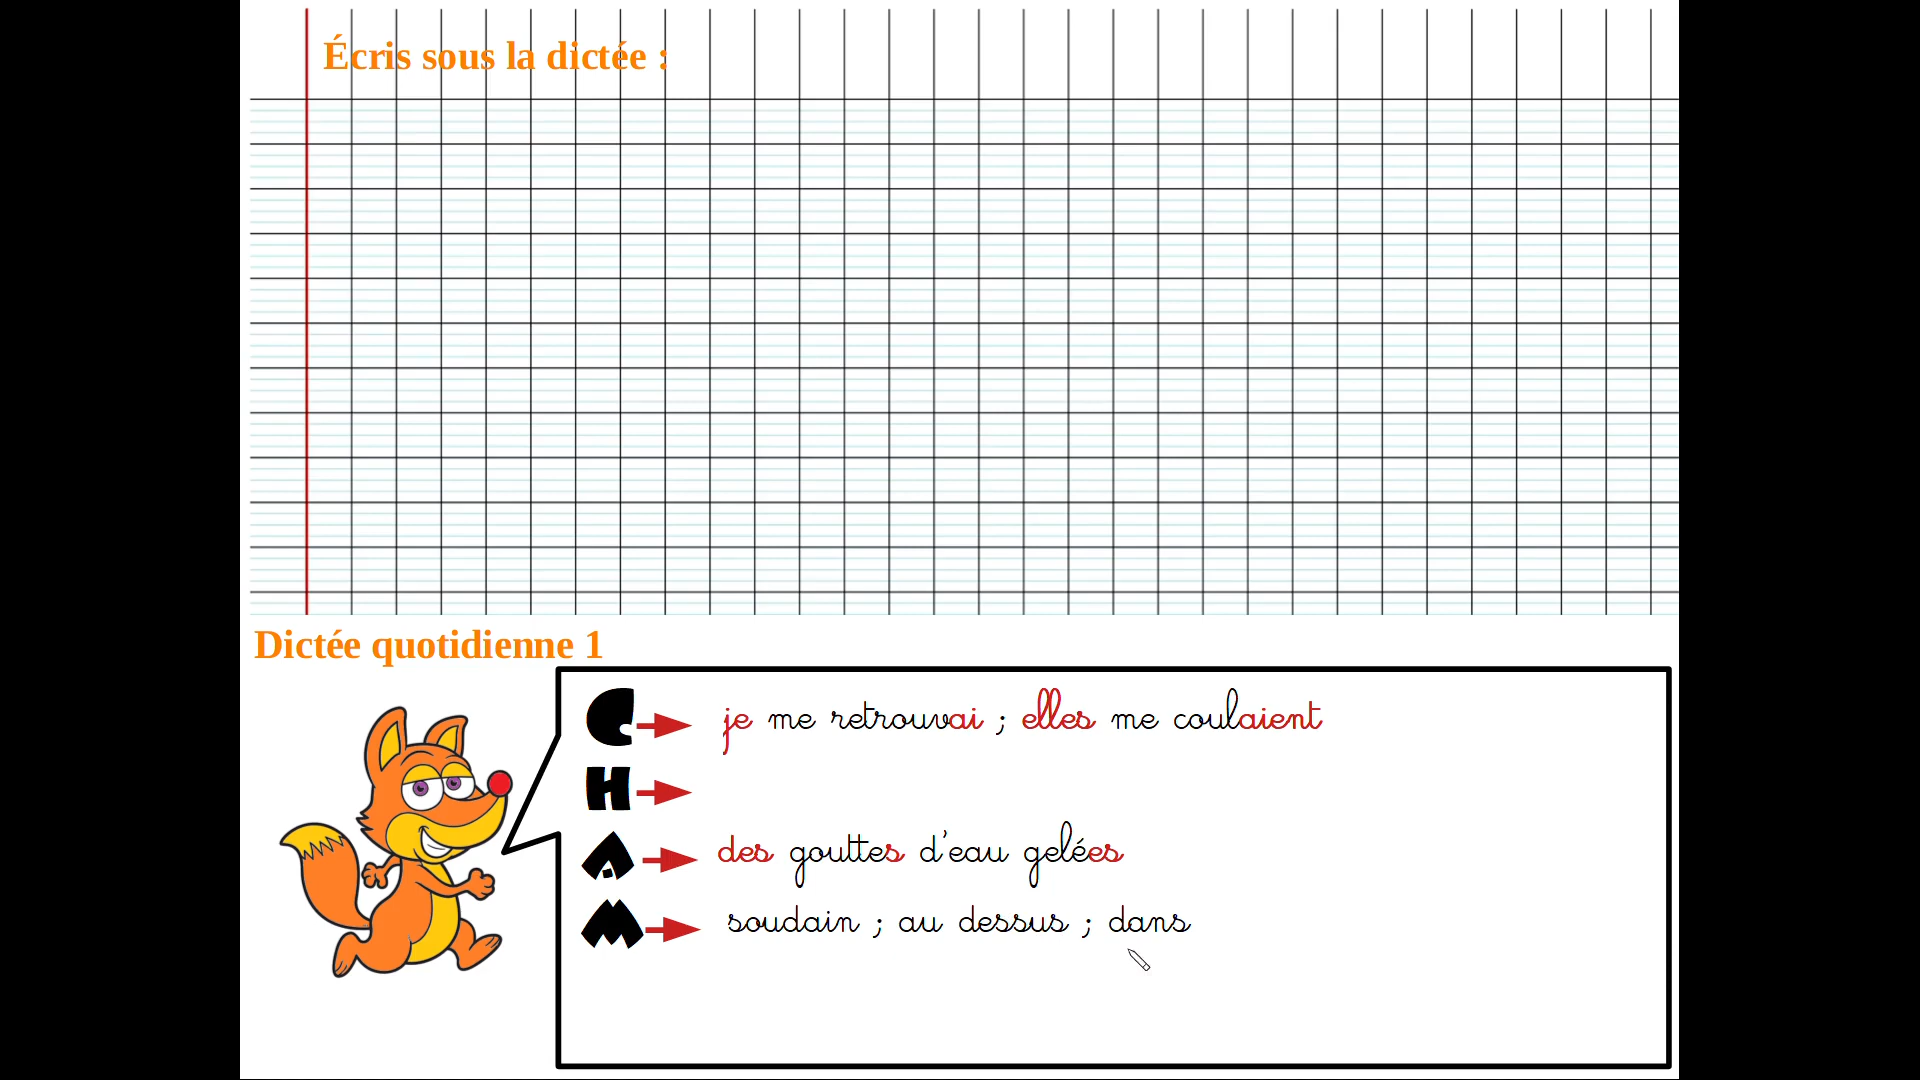 Écris sous la dictée :
Dictée quotidienne 1
C je me retrouvai ; elles me coulaient
H
A des gouttes d'eau gelées
M soudain ; au dessus ; dans